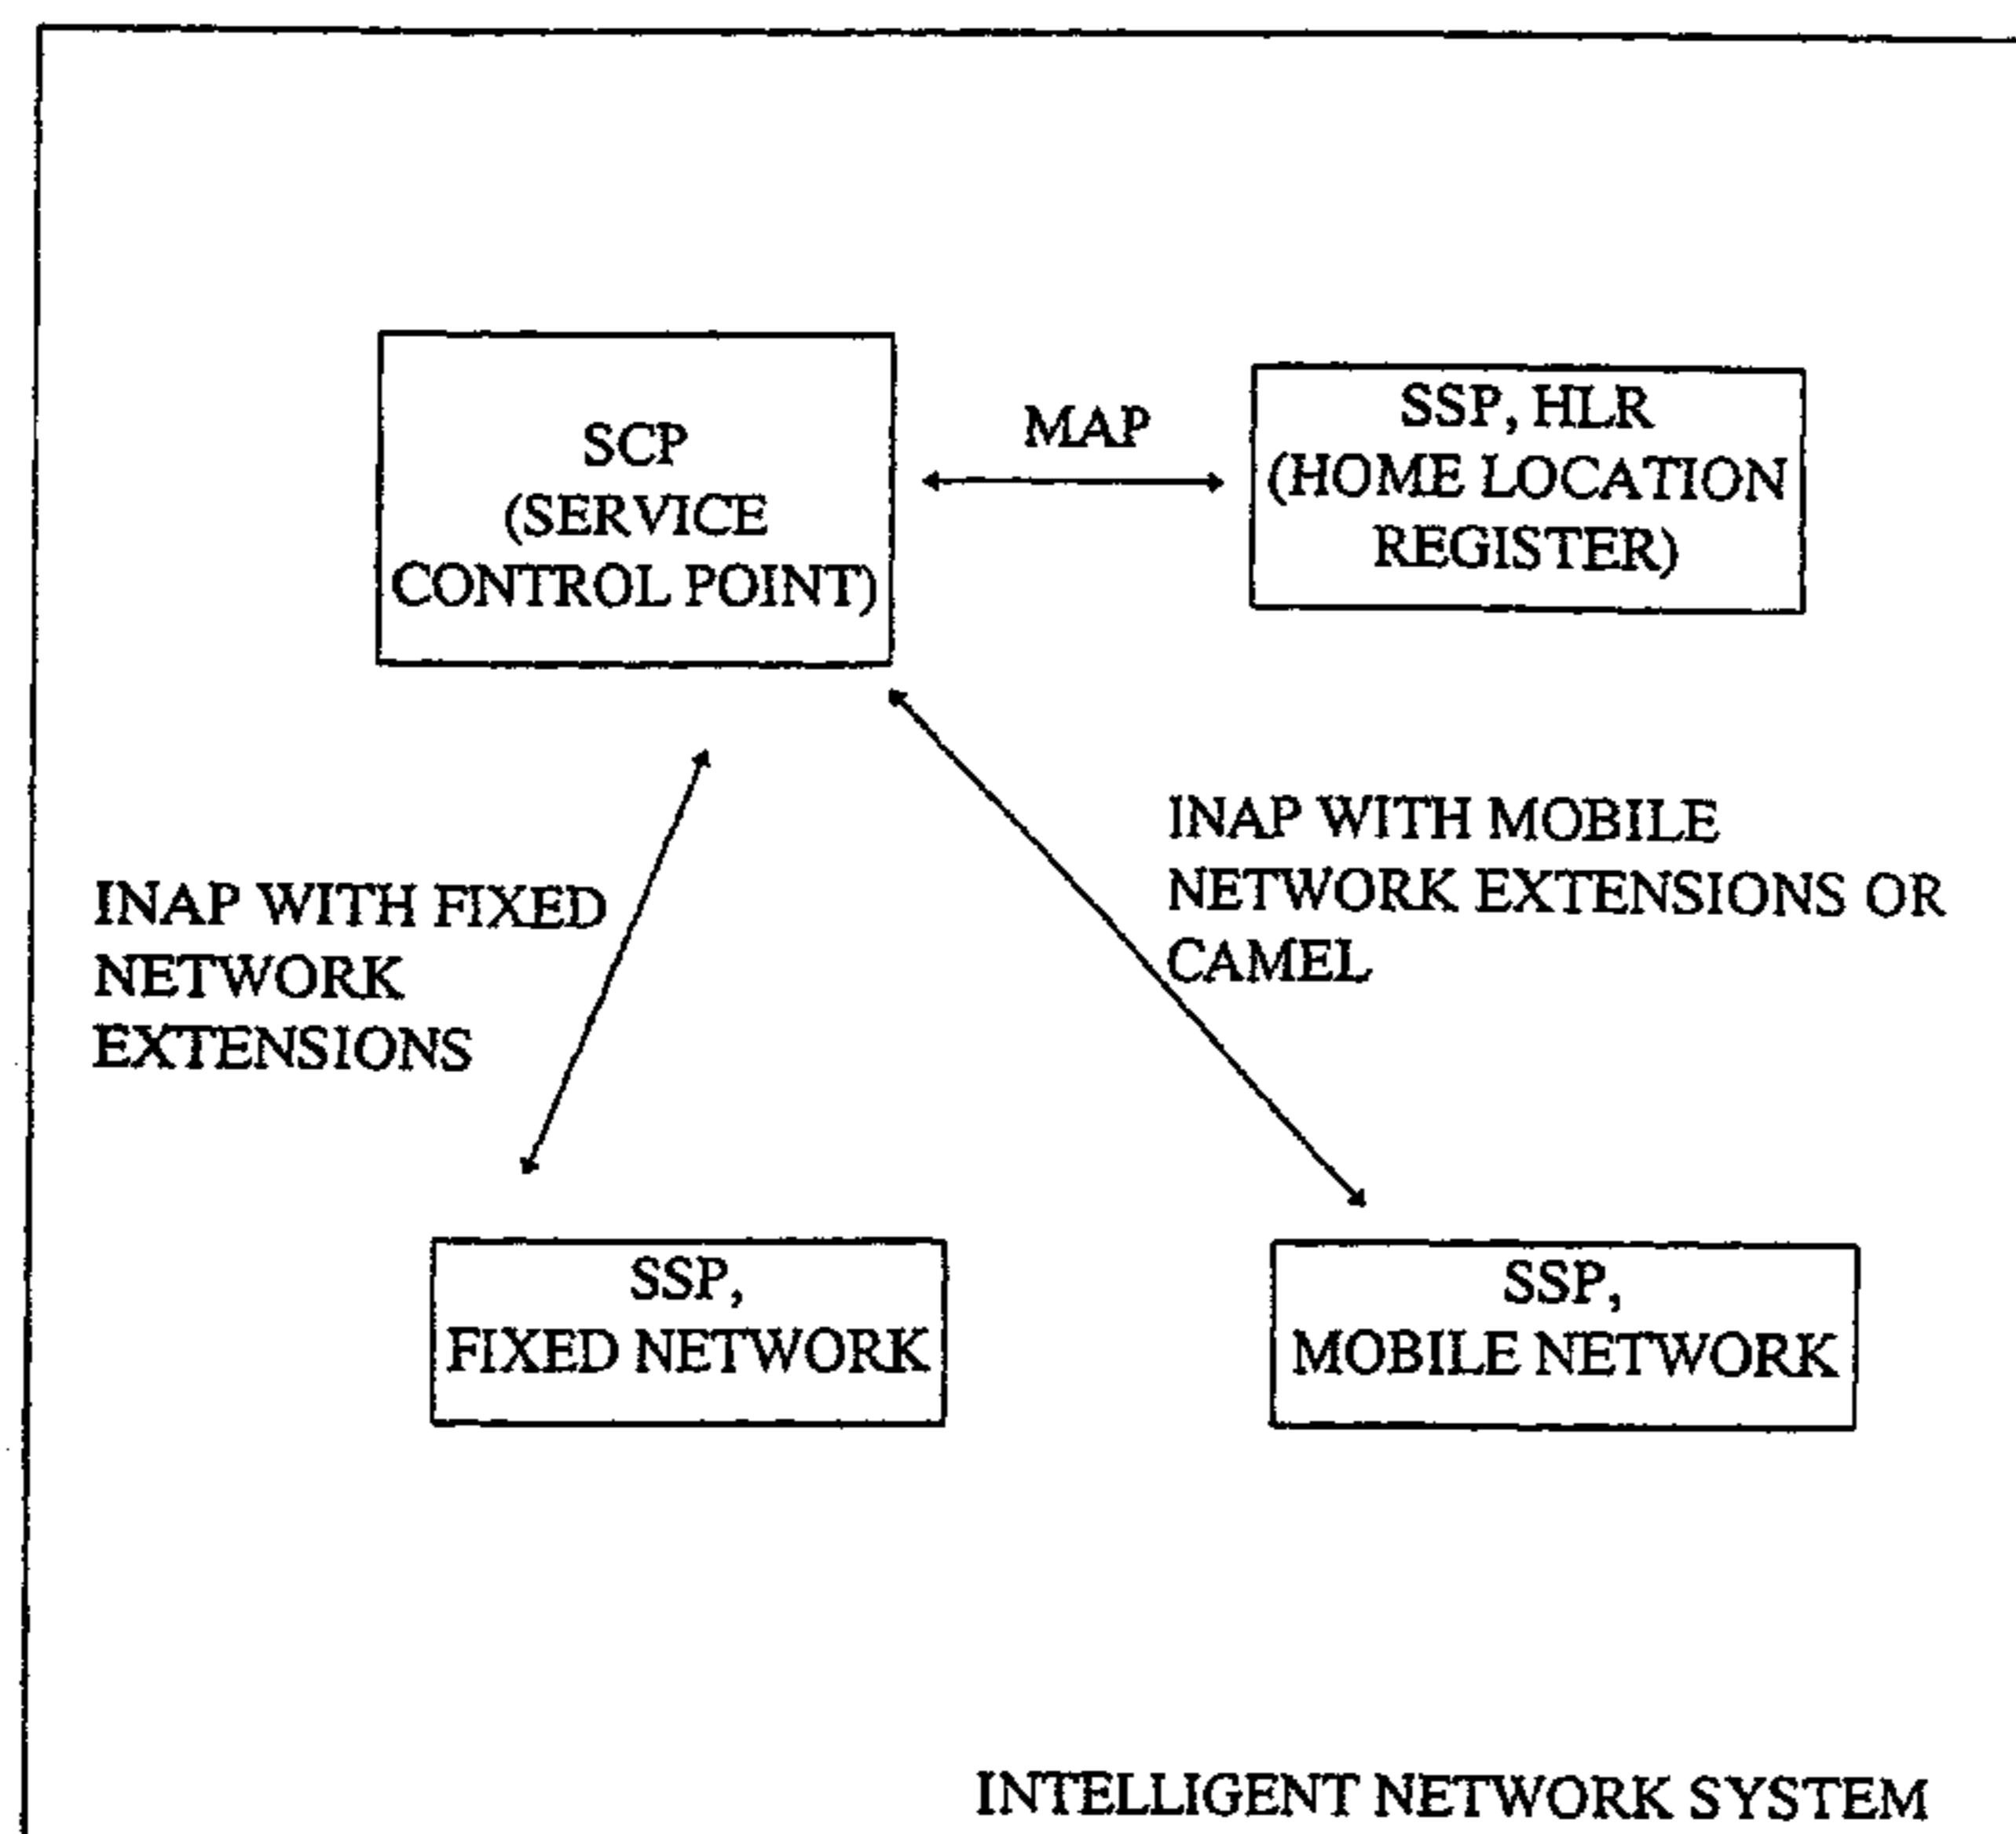 SCP
(SERVICE
CONTROL POINT)
MAP
SSP, HLR
(HOME LOCATION
REGISTER)
INAP WITH FIXED
NETWORK
EXTENSIONS
INAP WITH MOBILE
NETWORK EXTENSIONS OR
CAMEL
SSP,
FIXED NETWORK
SSP,
MOBILE NETWORK
INTELLIGENT NETWORK SYSTEM